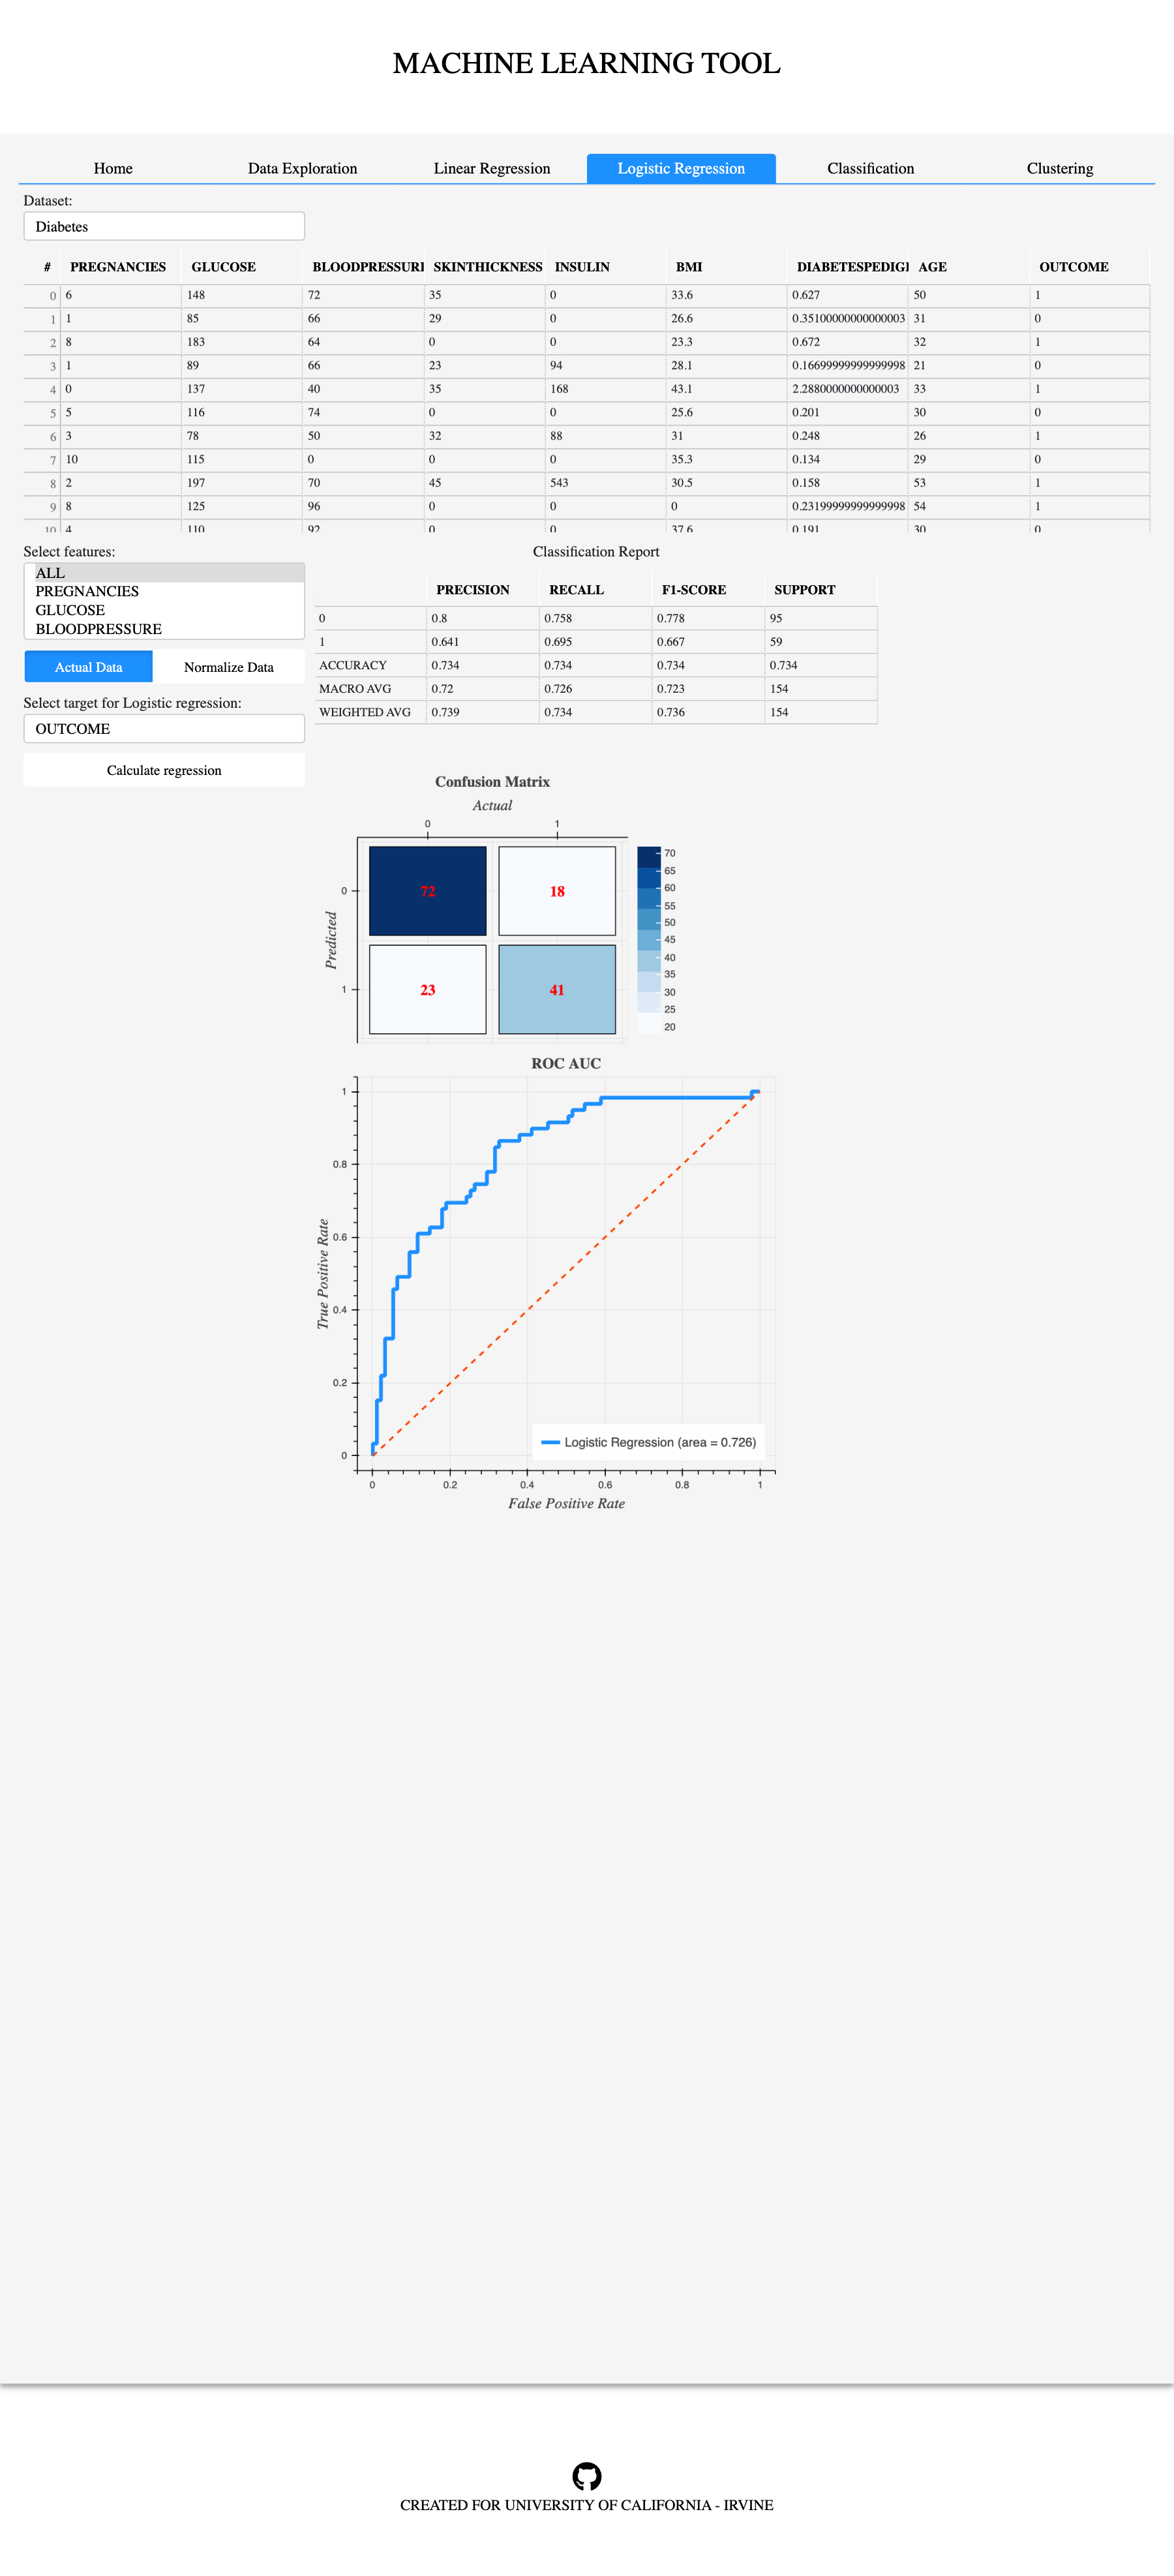 MACHINE LEARNING TOOL
Home Data Exploration Linear Regression Logistic Regression Classification Clustering
Dataset:
Diabetes
# PREGNANCIES GLUCOSE BLOODPRESSURE SKINTHICKNESS INSULIN BMI DIABETESPEDIGI AGE OUTCOME
0 6 148 72 35 0 33.6 0.627 50 1
1 1 85 66 29 0 26.6 0.35100000000000003 31 0
2 8 183 64 0 0 23.3 0.672 32 1
3 1 89 66 23 94 28.1 0.16699999999999998 21 0
4 0 137 40 35 168 43.1 2.2880000000000003 33 1
5 5 116 74 0 0 25.6 0.201 30 0
6 3 78 50 32 88 31 0.248 26 1
7 10 115 0 0 0 35.3 0.134 29 0
8 2 197 70 45 543 30.5 0.158 53 1
9 8 125 96 0 0 0 0.23199999999999998 54 1
10 4 110 92 0 0 37.6 0.191 30 0
Select features:
ALL
PREGNANCIES
GLUCOSE
BLOODPRESSURE
Actual Data Normalize Data
Select target for Logistic regression:
OUTCOME
Calculate regression
Classification Report
PRECISION RECALL F1-SCORE SUPPORT
0 0.8 0.758 0.778 95
1 0.641 0.695 0.667 59
ACCURACY 0.734 0.734 0.734 0.734
MACRO AVG 0.72 0.726 0.723 154
WEIGHTED AVG 0.739 0.734 0.736 154
Confusion Matrix
Actual
0 1
Predicted
0 72 18
1 23 41
70
65
60
55
50
45
40
35
30
25
20
ROC AUC
True Positive Rate
1
0.8
0.6
0.4
0.2
0
Logistic Regression (area = 0.726)
0 0.2 0.4 0.6 0.8 1
False Positive Rate
CREATED FOR UNIVERSITY OF CALIFORNIA - IRVINE